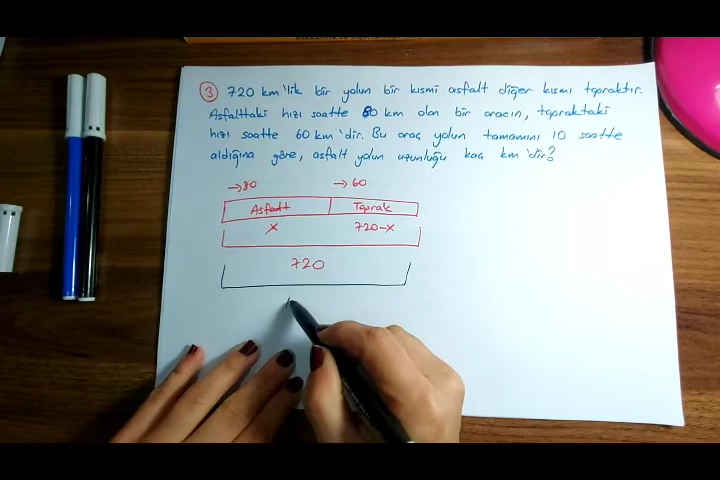 3 720 km'lik bir yolun bir kısmı asfalt diğer kısmı topraktır.
Asfalttaki hızı saatte 80 km olan bir aracın, topraktaki
hızı saatte 60 km'dir. Bu araç yolun tamamını 10 saatte
aldığına göre, asfalt yolun uzunluğu kaç km'dir?
→80 →60
Asfalt Toprak
x 720-x
720